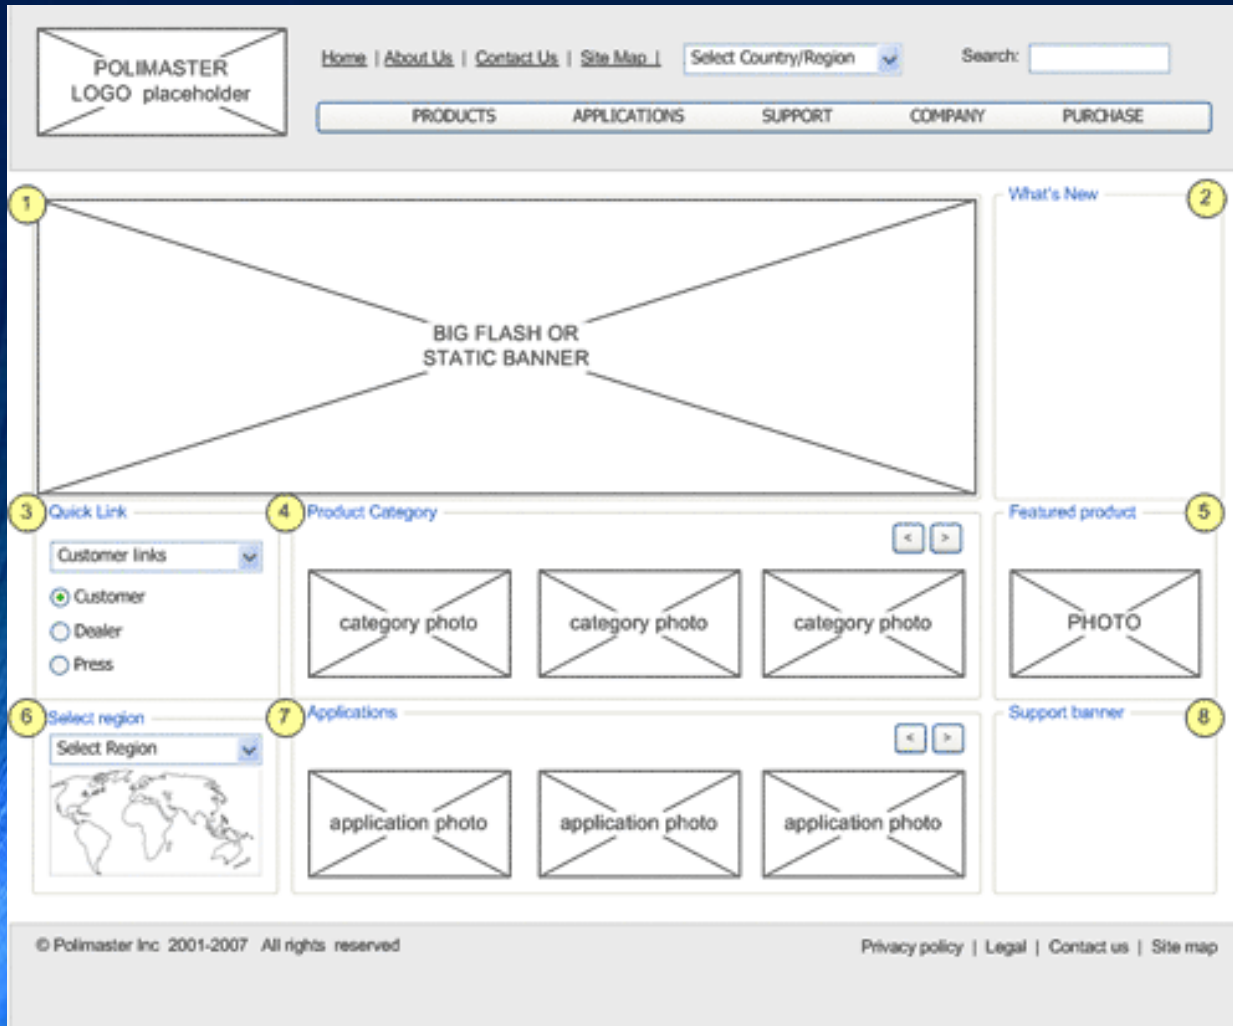 POLIMASTER
LOGO placeholder
Home | About Us | Contact Us | Site Map |
Select Country/Region
Search:
PRODUCTS APPLICATIONS SUPPORT COMPANY PURCHASE
1
BIG FLASH OR
STATIC BANNER
What's New 2
3 Quick Link
Customer links
Customer
Dealer
Press
4 Product Category
< >
category photo category photo category photo
Featured product 5
PHOTO
6 Select region
Select Region
7 Applications
< >
application photo application photo application photo
Support banner 8
© Polimaster Inc 2001-2007 All rights reserved
Privacy policy | Legal | Contact us | Site map